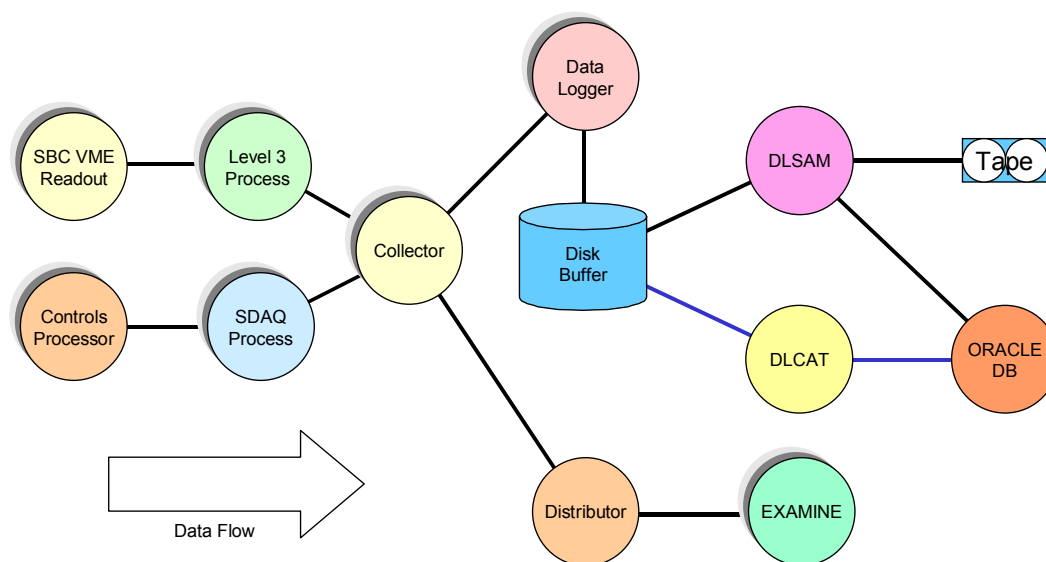 Data
Logger
SBC VME
Readout
Level 3
Process
DLSAM
Tape
Collector
Disk
Buffer
Controls
Processor
SDAQ
Process
DLCAT
ORACLE
DB
Data Flow
Distributor
EXAMINE